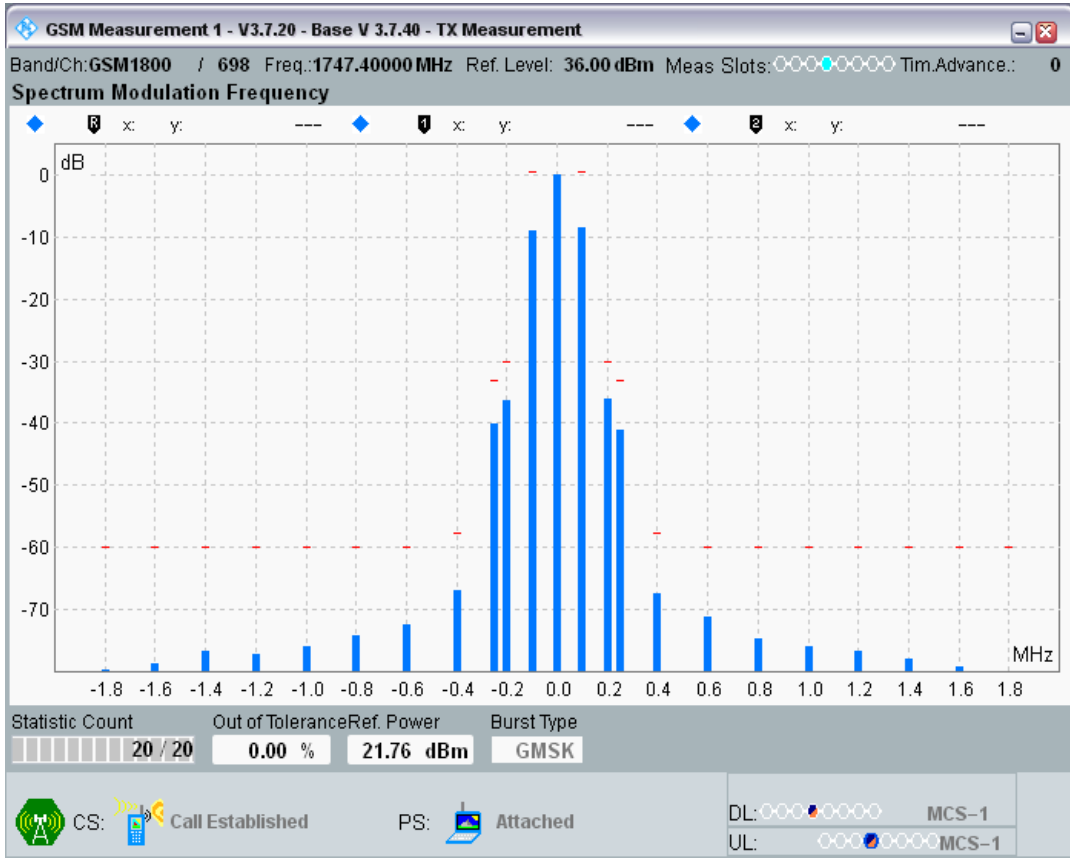 GSM Measurement 1 - V3.7.20 - Base V 3.7.40 - TX Measurement
Band/Ch:GSM1800 / 698 Freq.:1747.40000 MHz Ref. Level: 36.00 dBm Meas Slots: Tim.Advance.: 0
Spectrum Modulation Frequency
R x: y: --- 1 x: y: --- 2 x: y: ---
dB
0
-10
-20
-30
-40
-50
-60
-70
MHz
-1.8 -1.6 -1.4 -1.2 -1.0 -0.8 -0.6 -0.4 -0.2 0.0 0.2 0.4 0.6 0.8 1.0 1.2 1.4 1.6 1.8
Statistic Count Out of Tolerance Ref. Power Burst Type
20 / 20 0.00 % 21.76 dBm GMSK
CS: Call Established PS: Attached
DL: MCS-1
UL: MCS-1